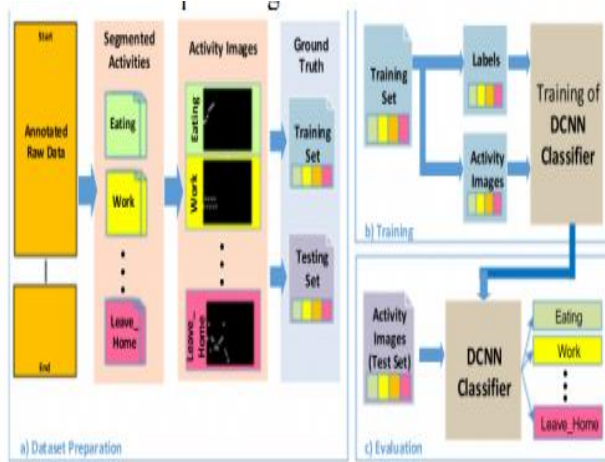 Start
Annotated
Raw Data
End
Segmented
Activities
Eating
Work
Leave_
Home
Activity Images
Eating
Work
Leave_
Home
Ground
Truth
Training
Set
Testing
Set
a) Dataset Preparation
Training
Set
Labels
Activity
Images
Training of
DCNN
Classifier
b) Training
Activity
Images
(Test Set)
DCNN
Classifier
Eating
Work
Leave_Home
c) Evaluation